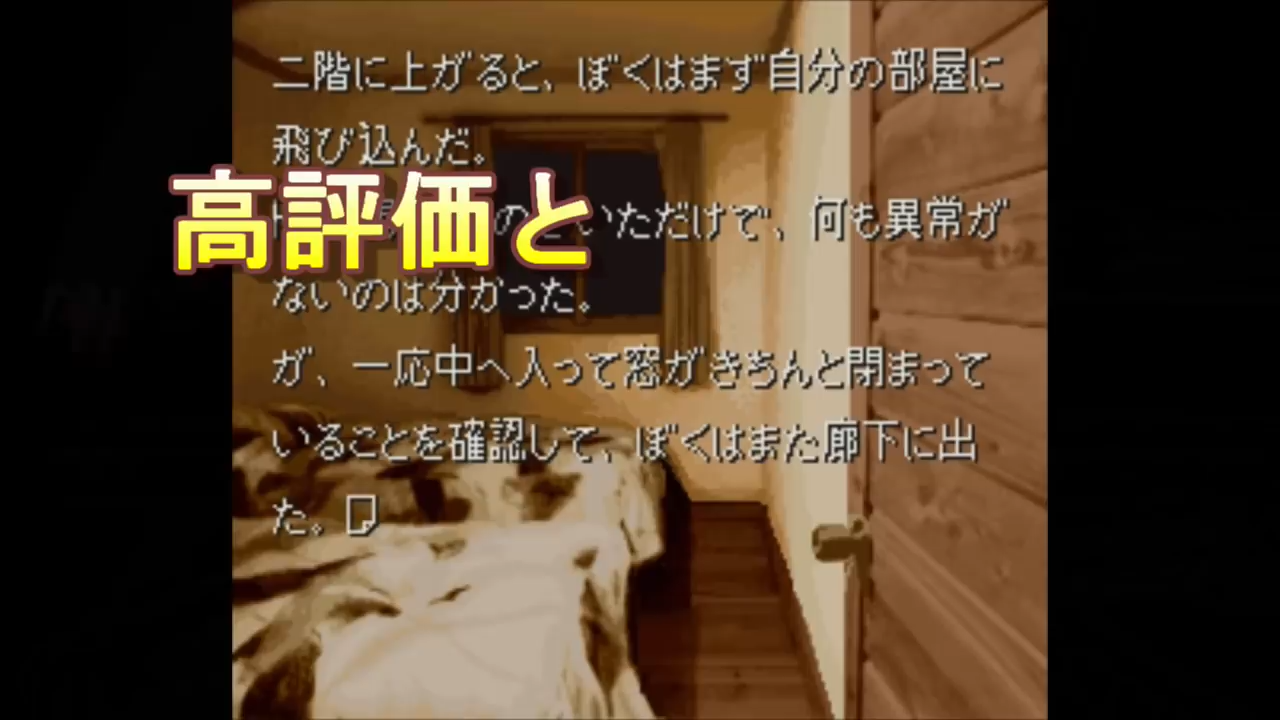 二階に上がると、ぼくはまず自分の部屋に
飛び込んだ。
高評価と
いただけで、何も異常が
ないのは分かった。
が、一応中へ入って窓がきちんと閉まって
いることを確認して、ぼくはまた廊下に出
た。